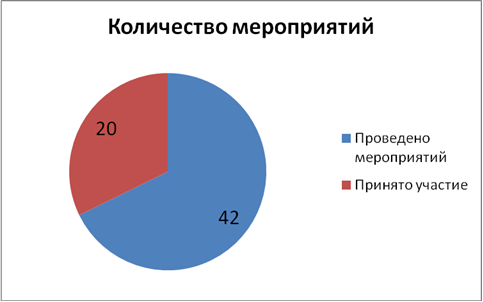 Количество мероприятий
20
42
Проведено
мероприятий
Принято участие